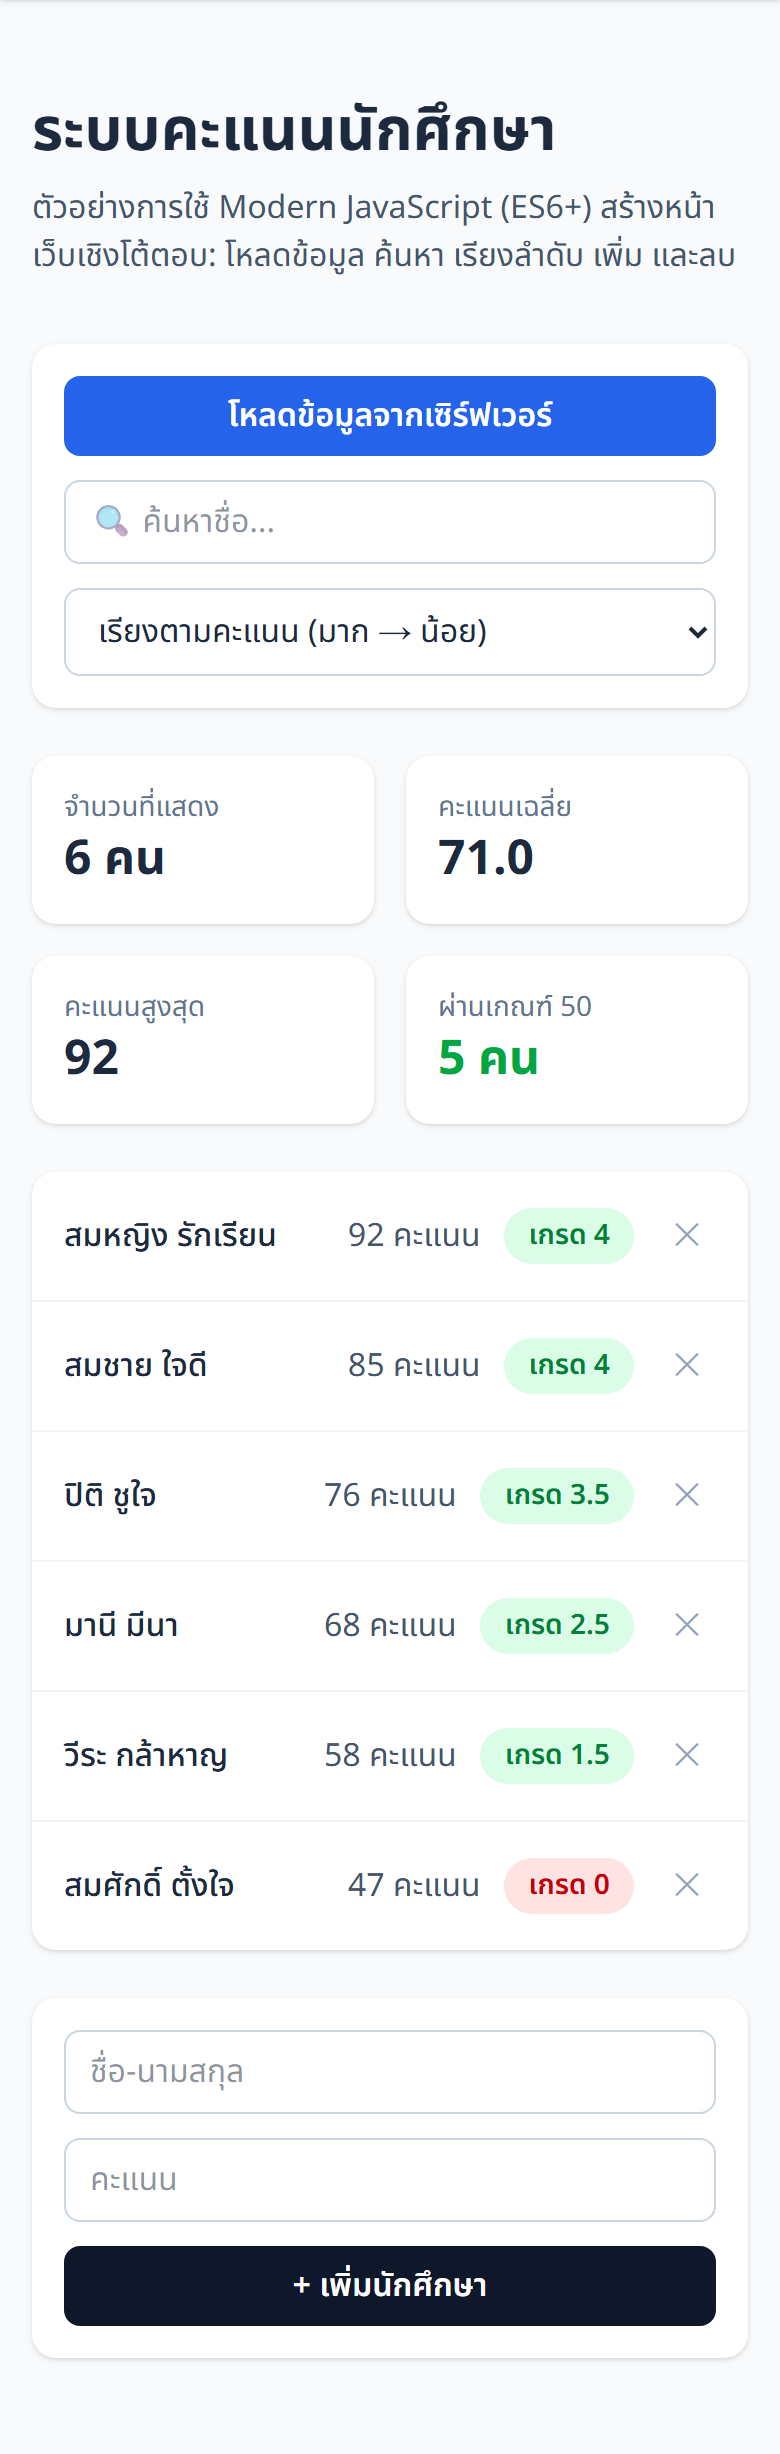 ระบบคะแนนนักศึกษา
ตัวอย่างการใช้ Modern JavaScript (ES6+) สร้างหน้า
เว็บเชิงโต้ตอบ: โหลดข้อมูล ค้นหา เรียงลำดับ เพิ่ม และลบ
โหลดข้อมูลจากเซิร์ฟเวอร์
🔍 ค้นหาชื่อ...
เรียงตามคะแนน (มาก → น้อย)
จำนวนที่แสดง
6 คน
คะแนนเฉลี่ย
71.0
คะแนนสูงสุด
92
ผ่านเกณฑ์ 50
5 คน
สมหญิง รักเรียน 92 คะแนน เกรด 4 ×
สมชาย ใจดี 85 คะแนน เกรด 4 ×
ปิติ ชูใจ 76 คะแนน เกรด 3.5 ×
มานี มีนา 68 คะแนน เกรด 2.5 ×
วีระ กล้าหาญ 58 คะแนน เกรด 1.5 ×
สมศักดิ์ ตั้งใจ 47 คะแนน เกรด 0 ×
ชื่อ-นามสกุล
คะแนน
+ เพิ่มนักศึกษา